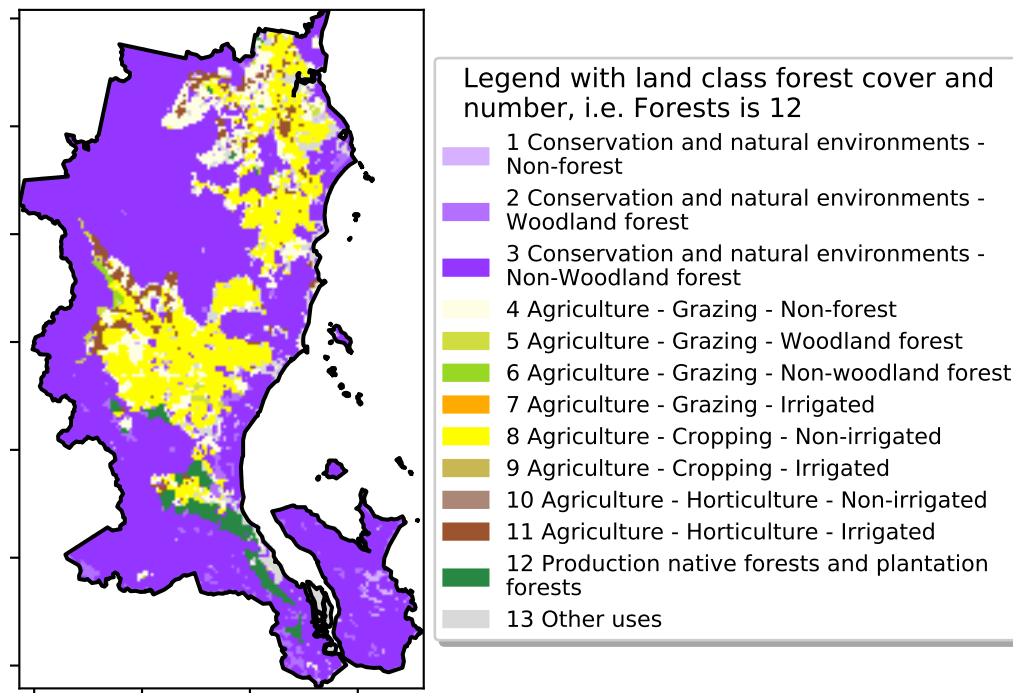 Legend with land class forest cover and
number, i.e. Forests is 12
1 Conservation and natural environments -
Non-forest
2 Conservation and natural environments -
Woodland forest
3 Conservation and natural environments -
Non-Woodland forest
4 Agriculture - Grazing - Non-forest
5 Agriculture - Grazing - Woodland forest
6 Agriculture - Grazing - Non-woodland forest
7 Agriculture - Grazing - Irrigated
8 Agriculture - Cropping - Non-irrigated
9 Agriculture - Cropping - Irrigated
10 Agriculture - Horticulture - Non-irrigated
11 Agriculture - Horticulture - Irrigated
12 Production native forests and plantation
forests
13 Other uses